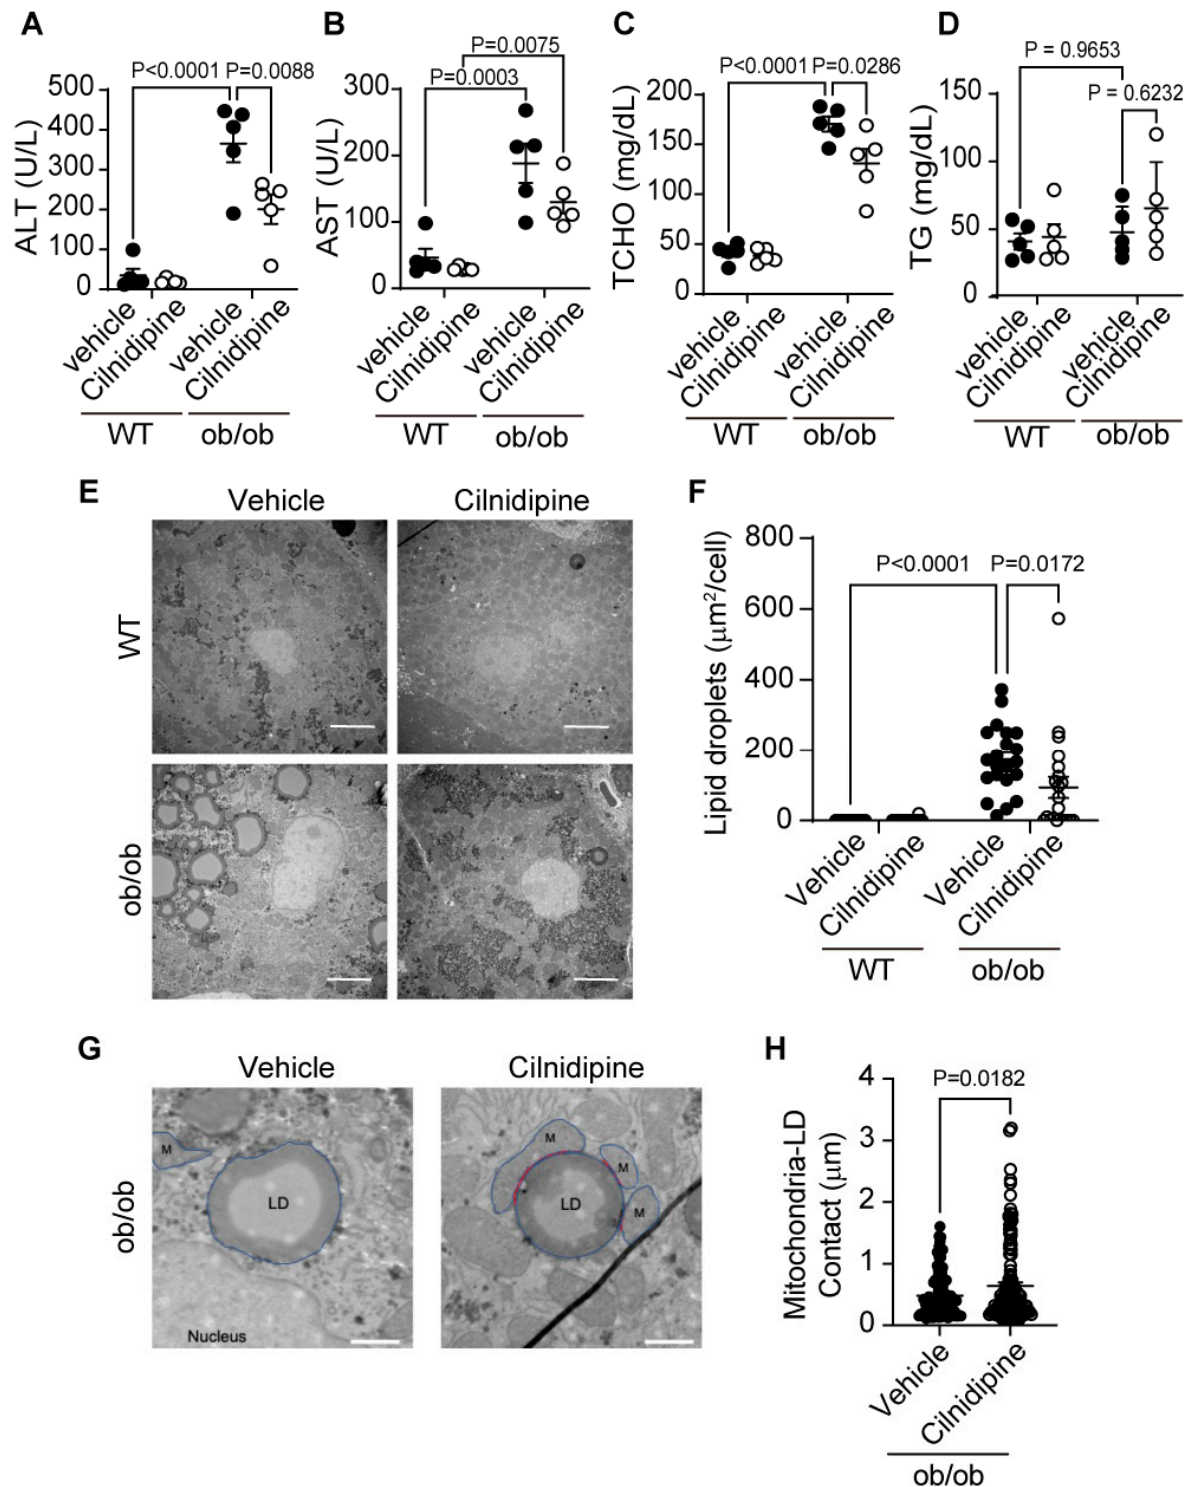 A
P<0.0001
P=0.0088
ALT (U/L)
500
400
300
200
100
0
vehicle
Cilnidipine
vehicle
Cilnidipine
WT
ob/ob
B
P=0.0075
P=0.0003
AST (U/L)
300
200
100
0
vehicle
Cilnidipine
vehicle
Cilnidipine
WT
ob/ob
C
P<0.0001
P=0.0286
TCHO (mg/dL)
200
150
100
50
0
vehicle
Cilnidipine
vehicle
Cilnidipine
WT
ob/ob
D
P = 0.9653
P = 0.6232
TG (mg/dL)
150
100
50
0
vehicle
Cilnidipine
vehicle
Cilnidipine
WT
ob/ob
E
Vehicle
Cilnidipine
WT
ob/ob
F
Lipid droplets (μm²/cell)
800
600
400
200
0
P<0.0001
P=0.0172
Vehicle
Cilnidipine
Vehicle
Cilnidipine
WT
ob/ob
G
Vehicle
Cilnidipine
ob/ob
M
LD
Nucleus
M
M
LD
M
H
Mitochondria-LD
Contact (μm)
4
3
2
1
0
P=0.0182
Vehicle
Cilnidipine
ob/ob